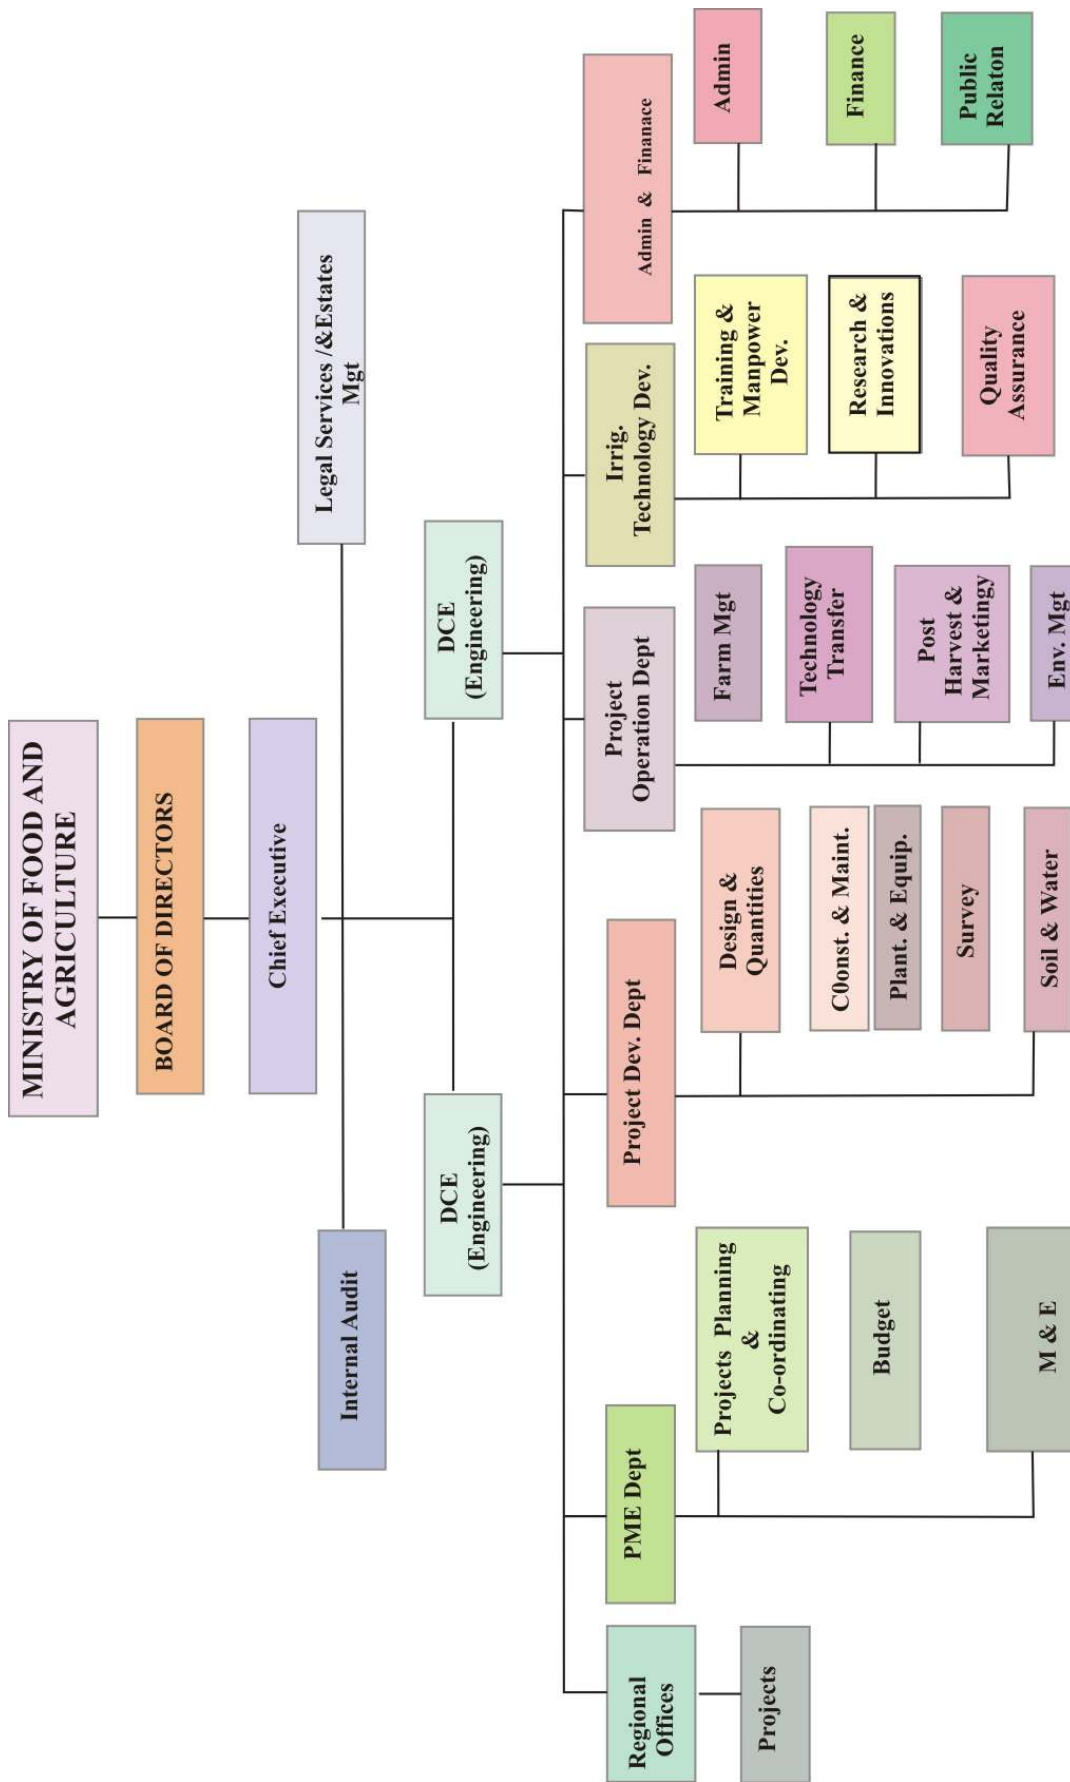 MINISTRY OF FOOD AND
AGRICULTURE
BOARD OF DIRECTORS
Chief Executive
Internal Audit
Legal Services /&Estates
Mgt
DCE
(Engineering)
DCE
(Engineering)
Regional
Offices
PME Dept
Project Dev. Dept
Project
Operation Dept
Irrig.
Technology Dev.
Admin & Finanace
Projects
Projects Planning
&
Co-ordinating
Budget
M & E
Design &
Quantities
C0onst. & Maint.
Plant. & Equip.
Survey
Soil & Water
Farm Mgt
Technology
Transfer
Post
Harvest &
Marketingy
Env. Mgt
Training &
Manpower
Dev.
Research &
Innovations
Quality
Assurance
Admin
Finance
Public
Relaton